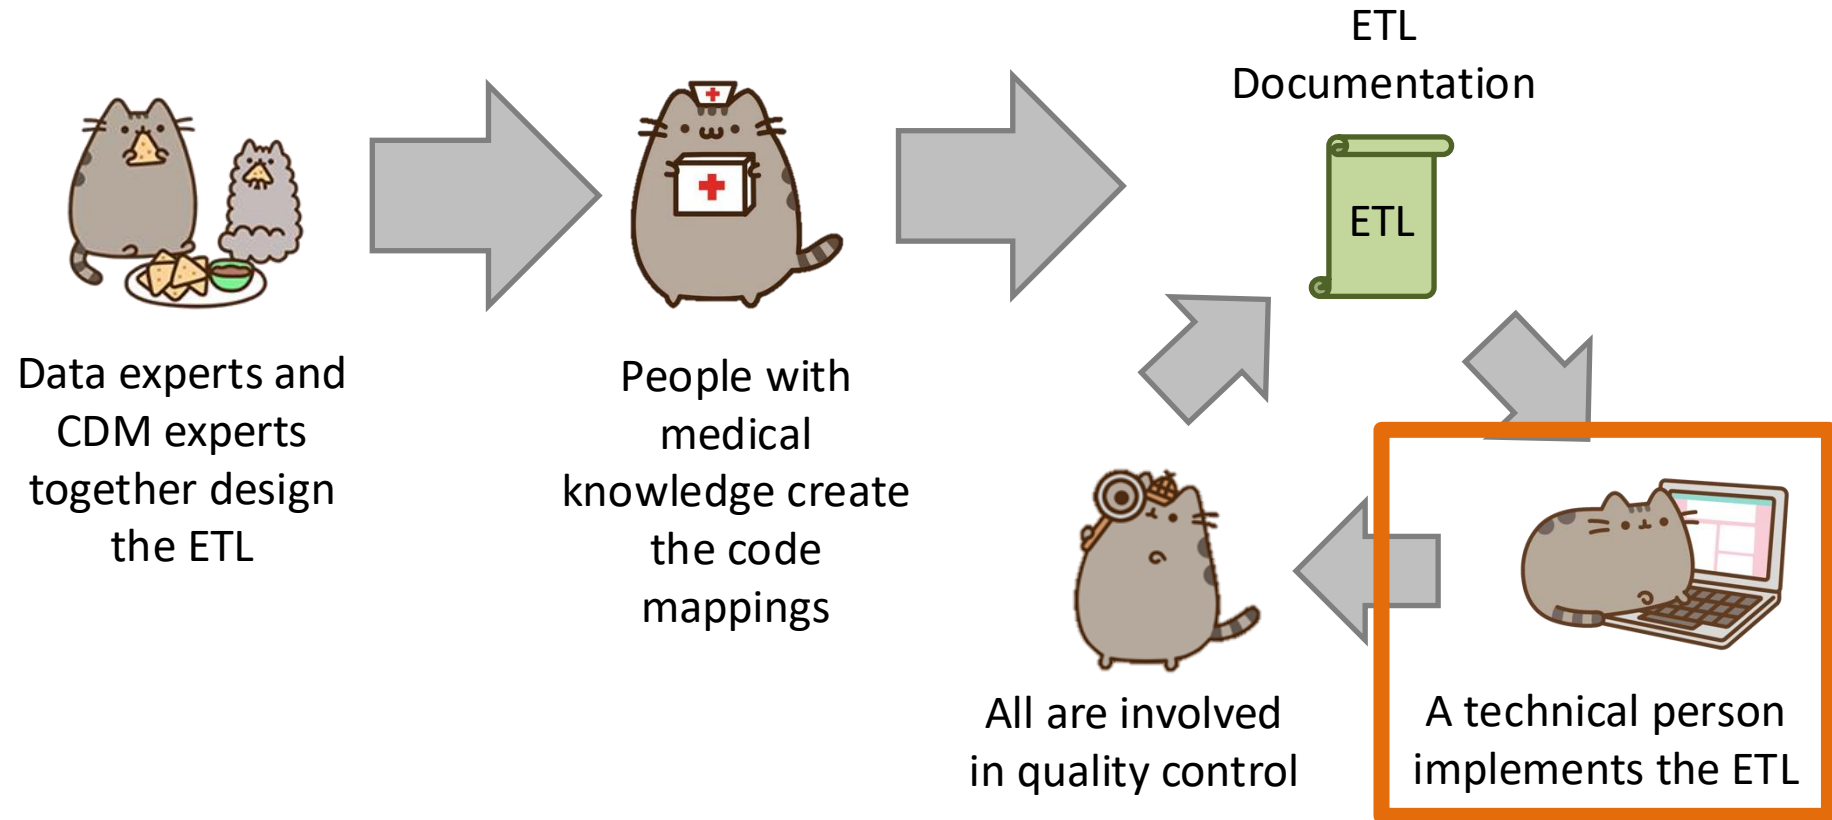 Data experts and
CDM experts
together design
the ETL
People with
medical
knowledge create
the code
mappings
ETL
Documentation
ETL
A technical person
implements the ETL
All are involved
in quality control